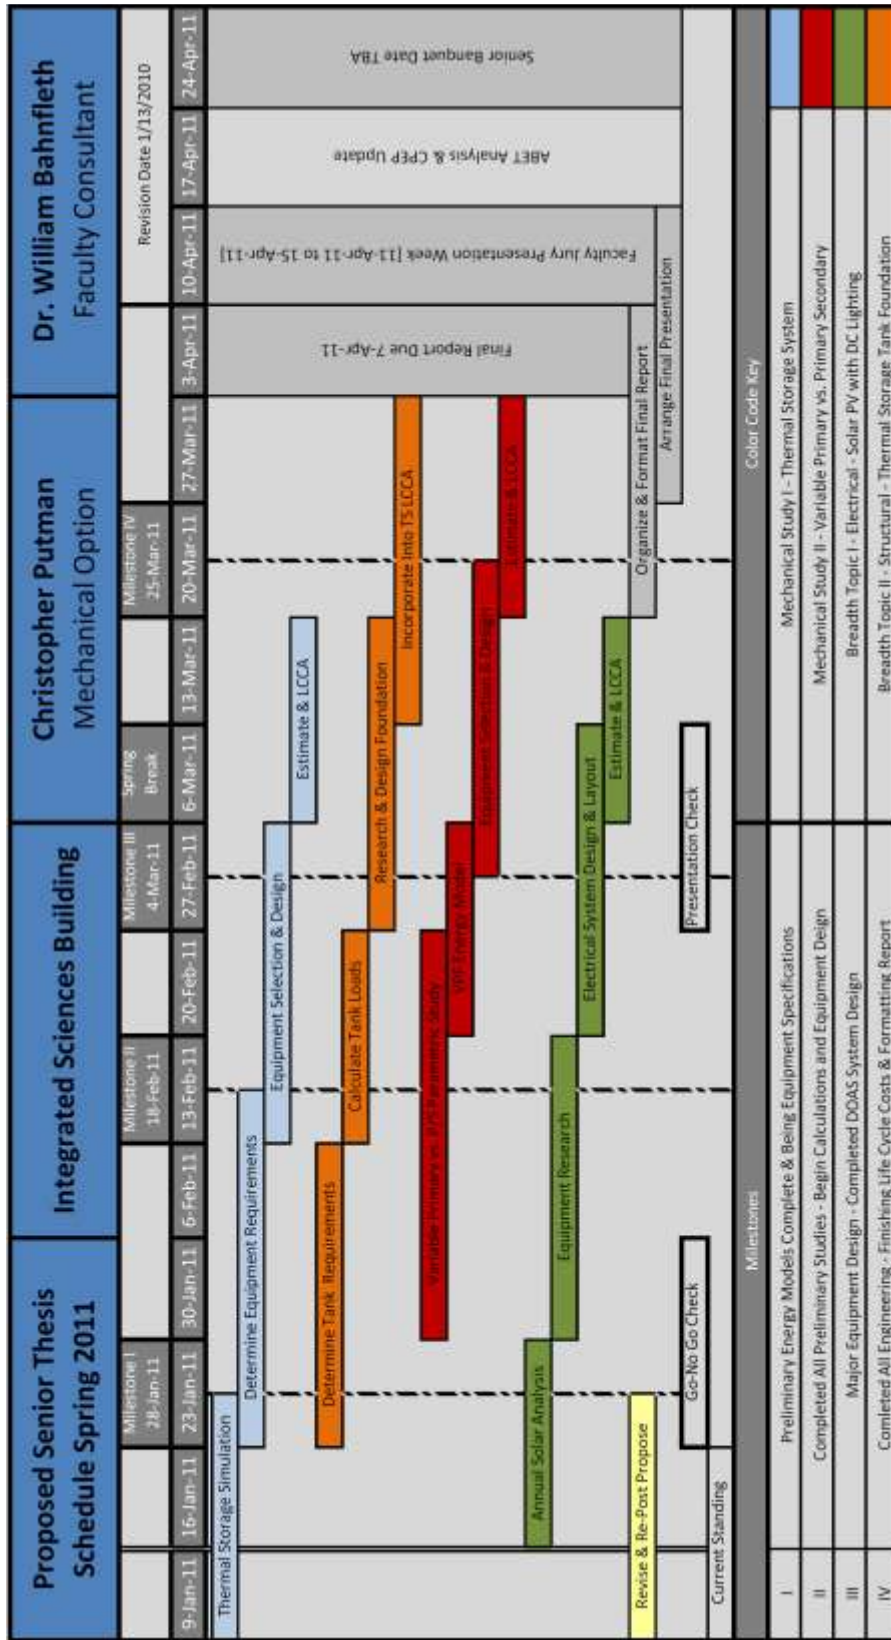 Proposed Senior Thesis
Schedule Spring 2011
Integrated Sciences Building
Christopher Putman
Mechanical Option
Dr. William Bahnfleth
Faculty Consultant
Milestone I
28-Jan-11
Milestone II
18-Feb-11
Milestone III
4-Mar-11
Spring
Break
Milestone IV
25-Mar-11
Revision Date 1/13/2010
9-Jan-11 16-Jan-11 23-Jan-11 30-Jan-11 6-Feb-11 13-Feb-11 20-Feb-11 27-Feb-11 6-Mar-11 13-Mar-11 20-Mar-11 27-Mar-11 3-Apr-11 10-Apr-11 17-Apr-11 24-Apr-11
Thermal Storage Simulation
Determine Equipment Requirements
Equipment Selection & Design
Estimate & LCCA
Determine Tank Requirements
Calculate Tank Loads
Research & Design Foundation
Incorporate Into TS LCCA
Variable Primary vs. P/S Parametric Study
VPF Energy Model
Equipment Selection & Design
Estimate & LCCA
Annual Solar Analysis
Equipment Research
Electrical System Design & Layout
Estimate & LCCA
Revise & Re-Post Propose
Organize & Format Final Report
Arrange Final Presentation
Go-No Go Check
Presentation Check
Current Standing
Final Report Due 7-Apr-11
Faculty Jury Presentation Week [11-Apr-11 to 15-Apr-11]
ABET Analysis & CPEP Update
Senior Banquet Date TBA
Milestones
Color Code Key
I Preliminary Energy Models Complete & Being Equipment Specifications
Mechanical Study I - Thermal Storage System
II Completed All Preliminary Studies - Begin Calculations and Equipment Deign
Mechanical Study II - Variable Primary vs. Primary Secondary
III Major Equipment Design - Completed DOAS System Design
Breadth Topic I - Electrical - Solar PV with DC Lighting
IV Comleted All Engineering - Finishing Life Cycle Costs & Formatting Report
Breadth Topic II - Structural - Thermal Storage Tank Foundation